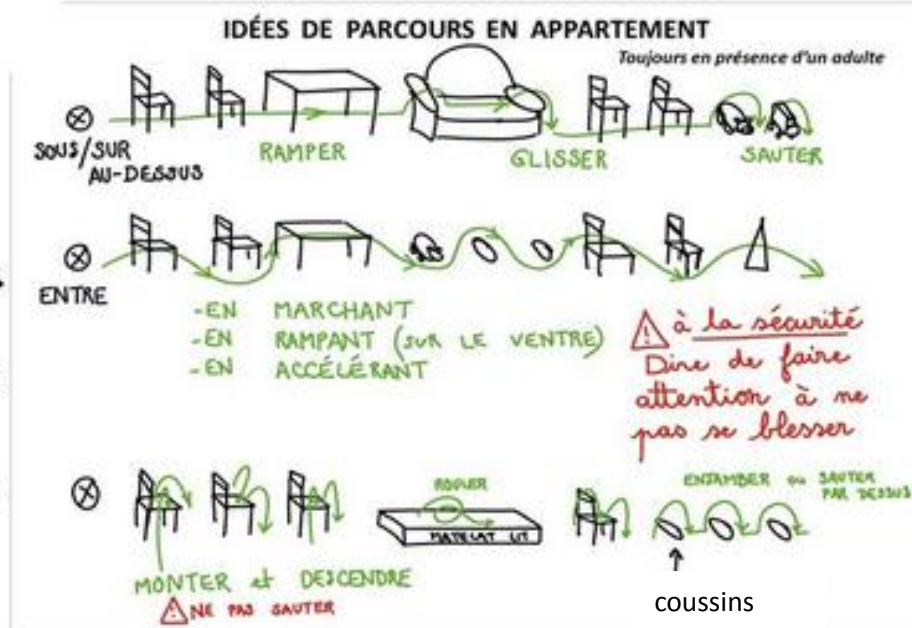 IDÉES DE PARCOURS EN APPARTEMENT
Toujours en présence d'un adulte
SOUS/SUR
AU-DESSUS
RAMPER
GLISSER
SAUTER
ENTRE
-EN MARCHANT
-EN RAMPANT (SUR LE VENTRE)
-EN ACCÉLÉRANT
à la sécurité
Dire de faire
attention à ne
pas se blesser
ROULER
MATELAT LIT
ENJAMBER ou SAUTER
PAR DESSUS
MONTER et DESCENDRE
NE PAS SAUTER
coussins